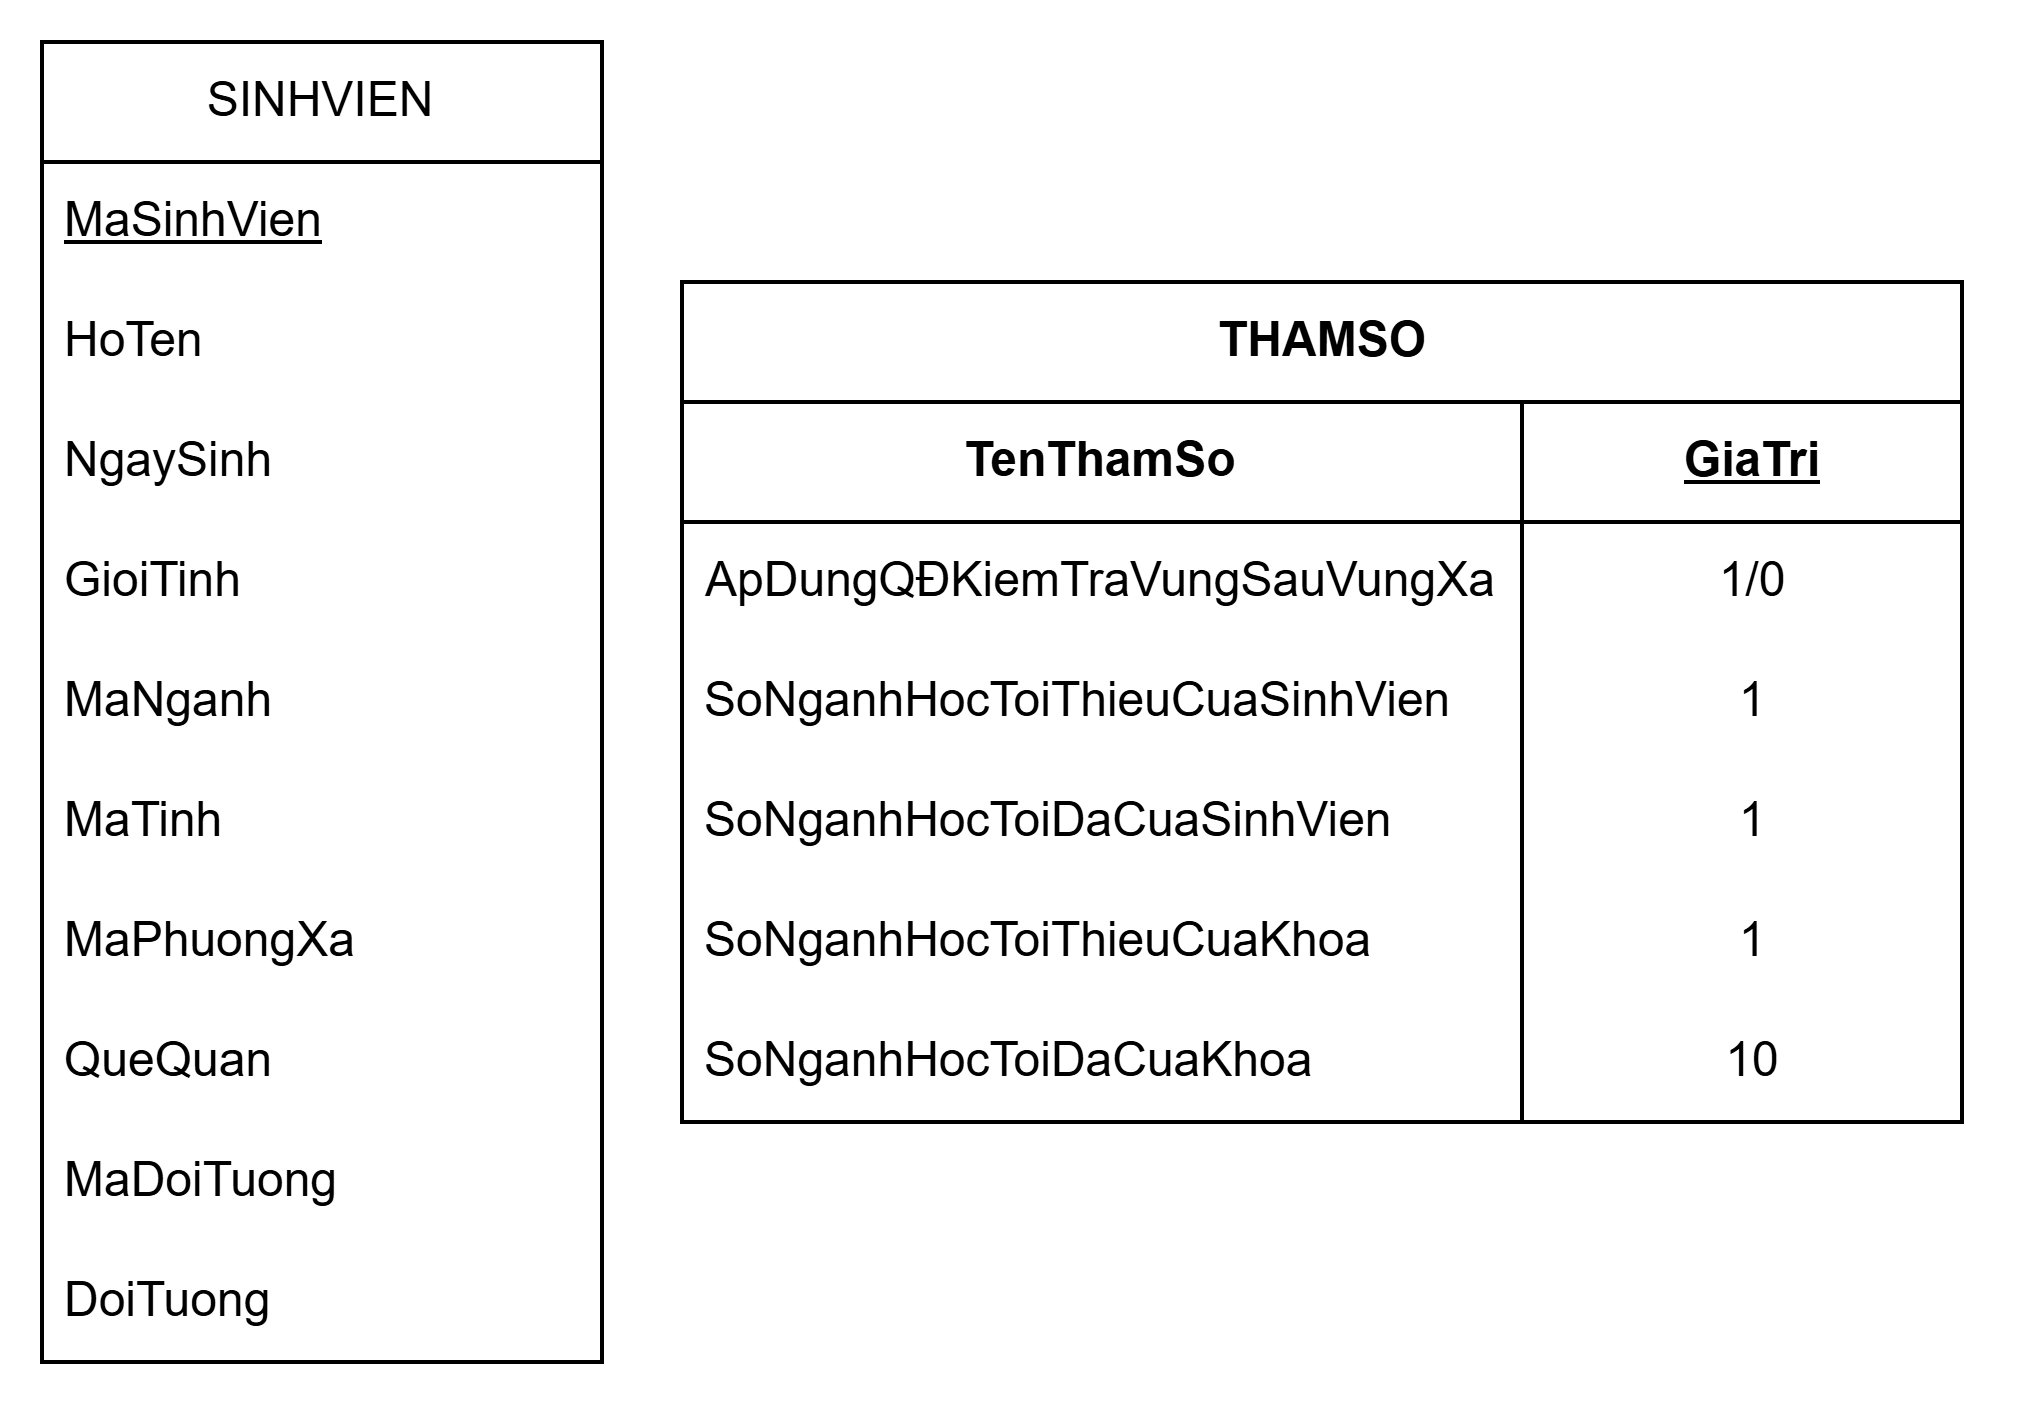 SINHVIEN
MaSinhVien
HoTen
NgaySinh
GioiTinh
MaNganh
MaTinh
MaPhuongXa
QueQuan
MaDoiTuong
DoiTuong
THAMSO
TenThamSo GiaTri
ApDungQĐKiemTraVungSauVungXa 1/0
SoNganhHocToiThieuCuaSinhVien 1
SoNganhHocToiDaCuaSinhVien 1
SoNganhHocToiThieuCuaKhoa 1
SoNganhHocToiDaCuaKhoa 10